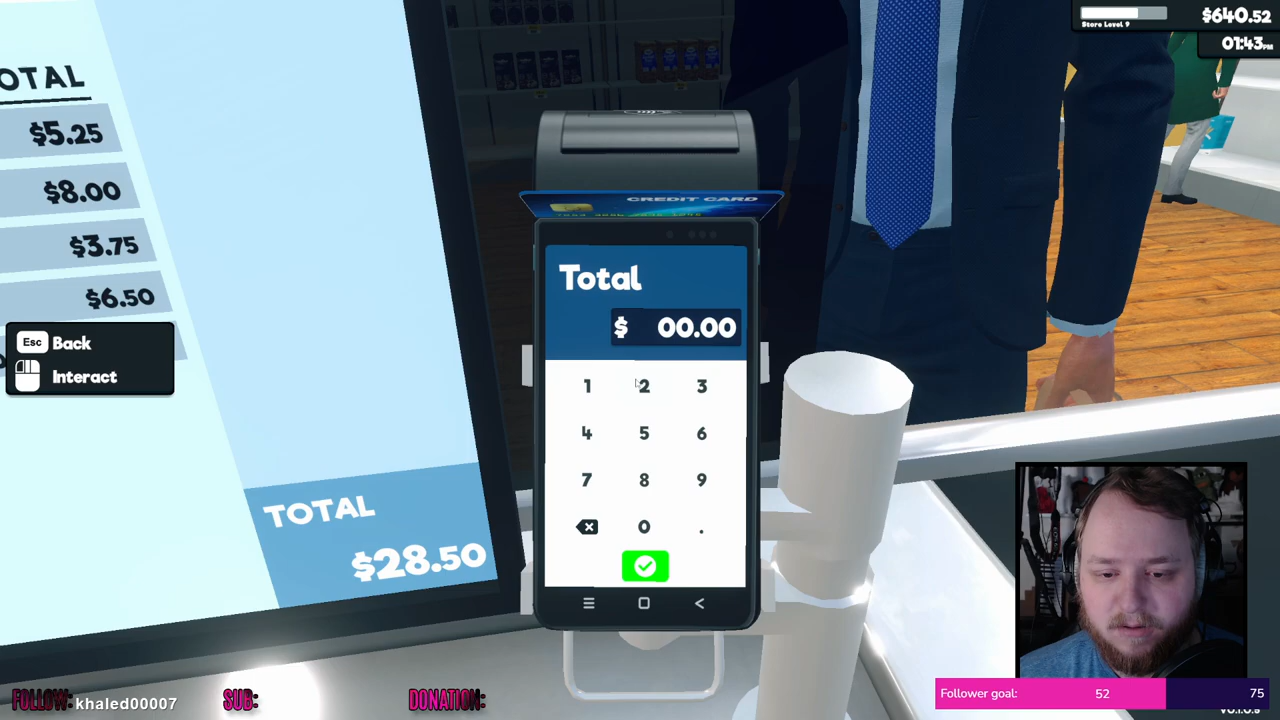 OTAL
$5.25
$8.00
$3.75
$6.50
TOTAL
$28.50
Esc Back
Interact
CREDIT CARD
Total
$ 00.00
1 2 3
4 5 6
7 8 9
0 .
$640.52
Store Level 9
01:43PM
FOLLOW: khaled00007
SUB:
DONATION:
Follower goal: 52 75